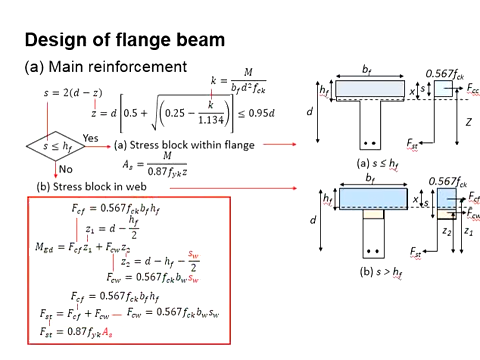 Design of flange beam
(a) Main reinforcement
k = M / b_f d² f_ck
s = 2(d − z)
z = d [0.5 + √(0.25 − k / 1.134)] ≤ 0.95d
s ≤ h_f
Yes
(a) Stress block within flange
No
A_s = M / 0.87f_yk z
(b) Stress block in web
F_cf = 0.567f_ck b_f h_f
z_1 = d − h_f / 2
M_Rd = F_cf z_1 + F_cw z_2
z_2 = d − h_f − s_w / 2
F_cw = 0.567f_ck b_w s_w
F_cf = 0.567f_ck b_f h_f
F_st = F_cf + F_cw F_cw = 0.567f_ck b_w s_w
F_st = 0.87f_yk A_s
b_f 0.567f_ck
h_f x s F_cc
d z
F_st
(a) s ≤ h_f
b_f 0.567f_ck
h_f x s F_cf
F_cw
d z_2 z_1
F_st
(b) s > h_f